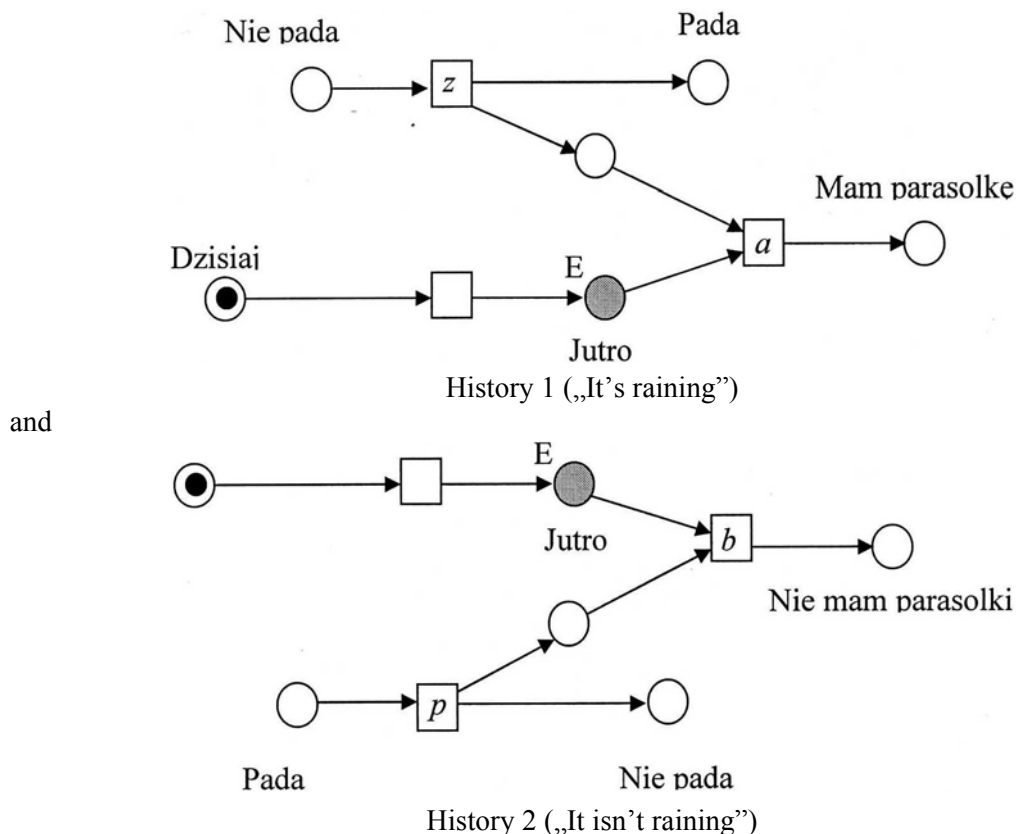 Nie pada
Pada
z
Mam parasolkę
a
Dzisiaj
E
Jutro
History 1 („It's raining”)
and
E
Jutro
b
Nie mam parasolki
p
Pada
Nie pada
History 2 („It isn't raining”)